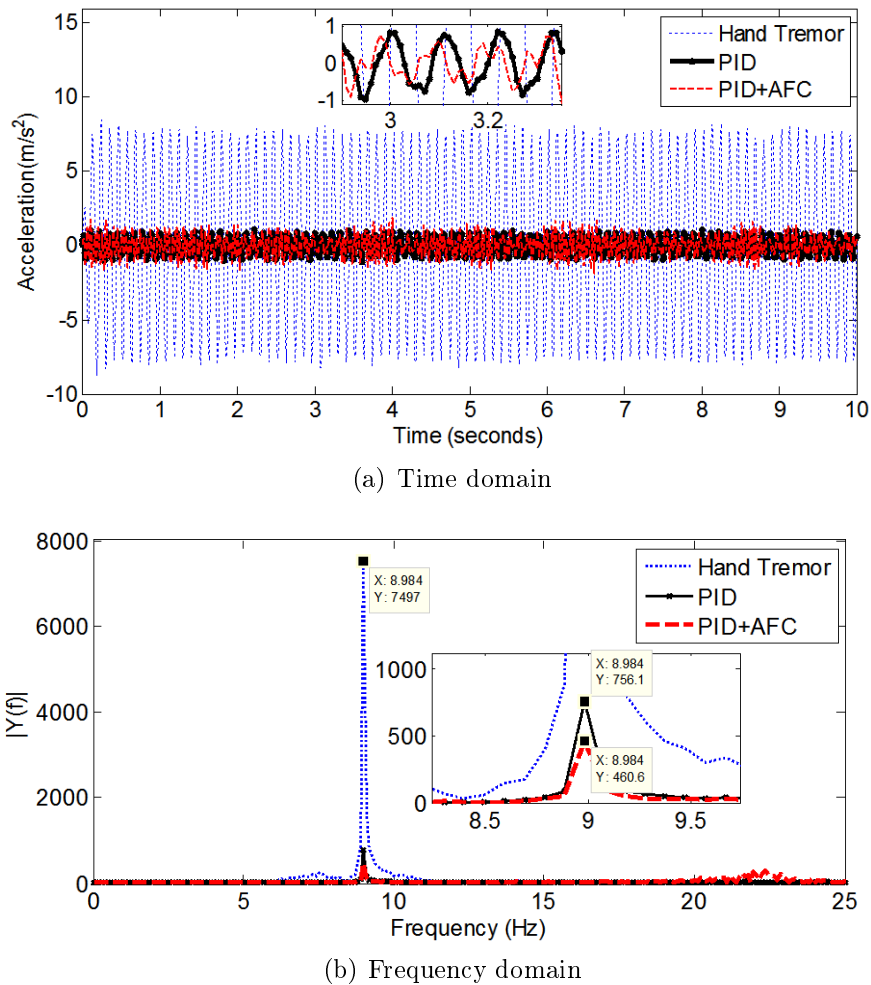 15
10
5
0
-5
-10
Acceleration(m/s²)
1
0
-1
3
3.2
Hand Tremor
PID
PID+AFC
0 1 2 3 4 5 6 7 8 9 10
Time (seconds)
(a) Time domain
8000
6000
4000
2000
0
|Y(f)|
X: 8.984
Y: 7497
Hand Tremor
PID
PID+AFC
1000
500
0
X: 8.984
Y: 756.1
X: 8.984
Y: 460.6
8.5 9 9.5
0 5 10 15 20 25
Frequency (Hz)
(b) Frequency domain